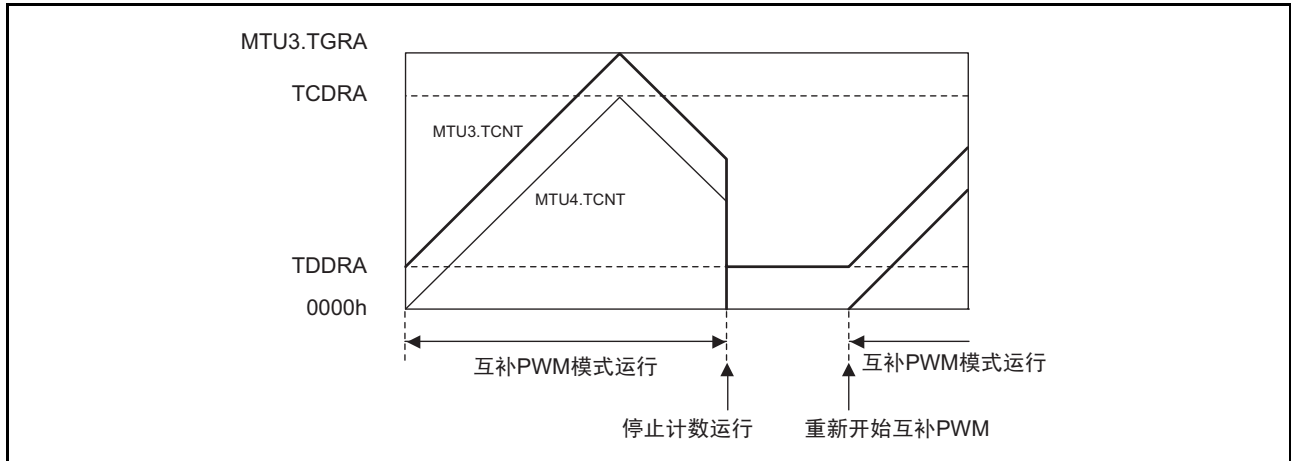 MTU3.TGRA
TCDRA
MTU3.TCNT
MTU4.TCNT
TDDRA
0000h
互补PWM模式运行
互补PWM模式运行
停止计数运行
重新开始互补PWM